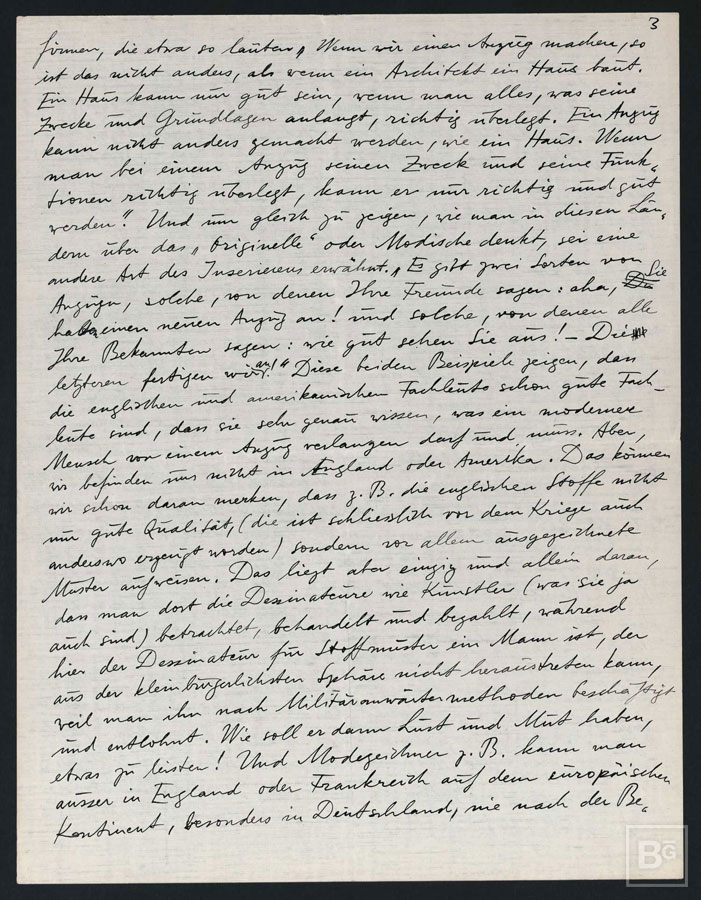 3
firmen, die etwa so lauten „Wenn wir einen Anzug machen, so
ist das nicht anders, als wenn ein Architekt ein Haus baut.
Ein Haus kann nur gut sein, wenn man alles, was seine
Zwecke und Grundlagen anlangt, richtig überlegt. Ein Anzug
kann nicht anders gemacht werden, wie ein Haus. Wenn
man bei einem Anzug seinen Zweck und seine Funk-
tionen richtig überlegt, kann er nur richtig und gut
werden". Und um gleich zu zeigen, wie man in diesen Län-
dern über das „Originelle" oder Modische denkt, sei eine
andere Art des Inserierens erwähnt. „Es gibt zwei Sorten von
Anzügen, solche, von denen Ihre Freunde sagen: aha, Sie
haben einen neuen Anzug an! und solche, von denen alle
Ihre Bekannten sagen: wie gut sehen Sie aus! – Die
letzteren fertigen wir an!" Diese beiden Beispiele zeigen, dass
die englischen und amerikanischen Fachleute schon gute Fach-
leute sind, dass sie sehr genau wissen, was ein moderner
Mensch von einem Anzug verlangen darf und muss. Aber,
wir befinden uns nicht in England oder Amerika. Das können
wir schon daran merken, dass z. B. die englischen Stoffe nicht
nur gute Qualität, (die ist schliesslich vor dem Kriege auch
anderswo erzeugt worden) sondern vor allem ausgezeichnete
Muster aufweisen. Das liegt aber einzig und allein daran,
dass man dort die Dessinateure wie Künstler (was sie ja
auch sind) betrachtet, behandelt und bezahlt, während
hier der Dessinateur für Stoffmuster ein Mann ist, der
aus der kleinbürgerlichsten Sphäre nicht heraustreten kann,
weil man ihn nach Militäranwärtermethoden beschäftigt
und entlohnt. Wie soll er dann Lust und Mut haben,
etwas zu leisten! Und Modezeichner z. B. kann man
ausser in England oder Frankreich auf dem europäischen
Kontinent, besonders in Deutschland, nie nach der Be-
BG